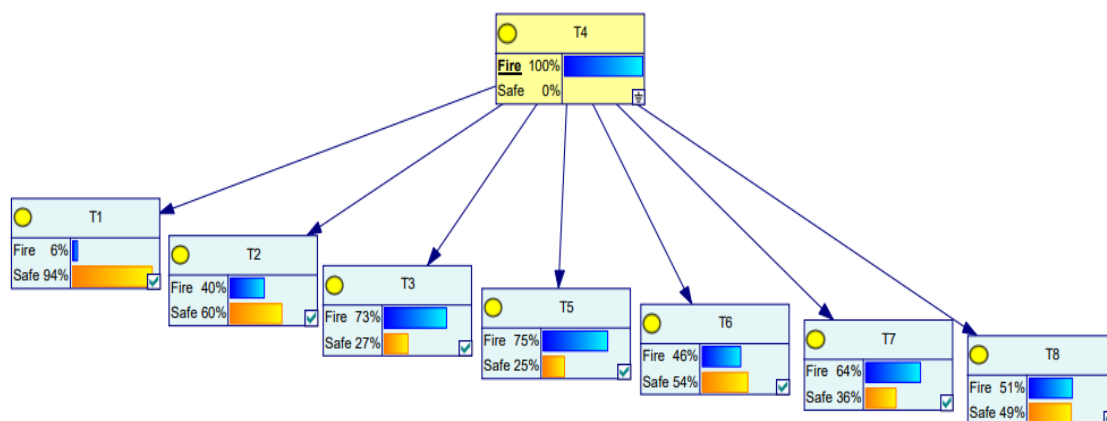 T4
Fire 100%
Safe 0%
T1
Fire 6%
Safe 94%
T2
Fire 40%
Safe 60%
T3
Fire 73%
Safe 27%
T5
Fire 75%
Safe 25%
T6
Fire 46%
Safe 54%
T7
Fire 64%
Safe 36%
T8
Fire 51%
Safe 49%